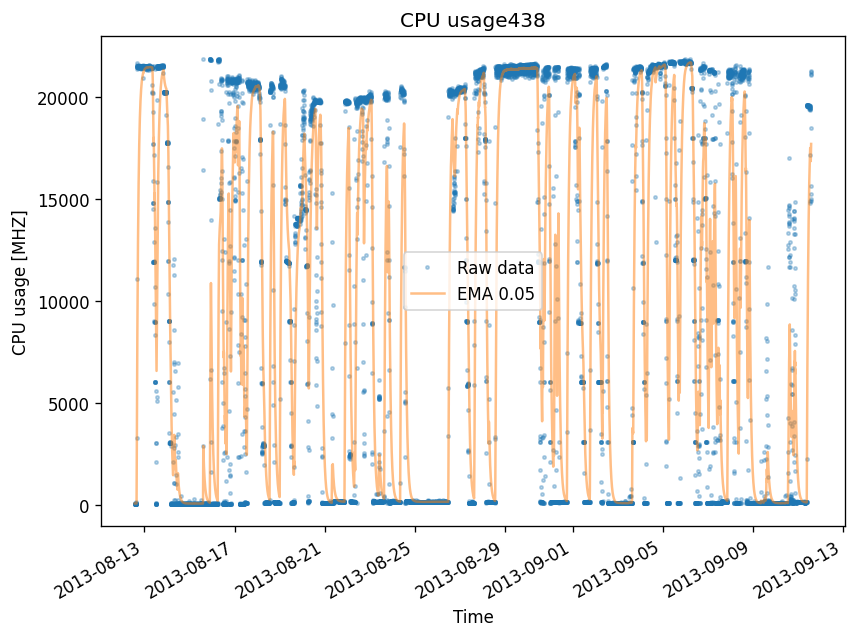 CPU usage438
CPU usage [MHZ]
20000
15000
10000
5000
0
Raw data
EMA 0.05
2013-08-13
2013-08-17
2013-08-21
2013-08-25
2013-08-29
2013-09-01
2013-09-05
2013-09-09
2013-09-13
Time